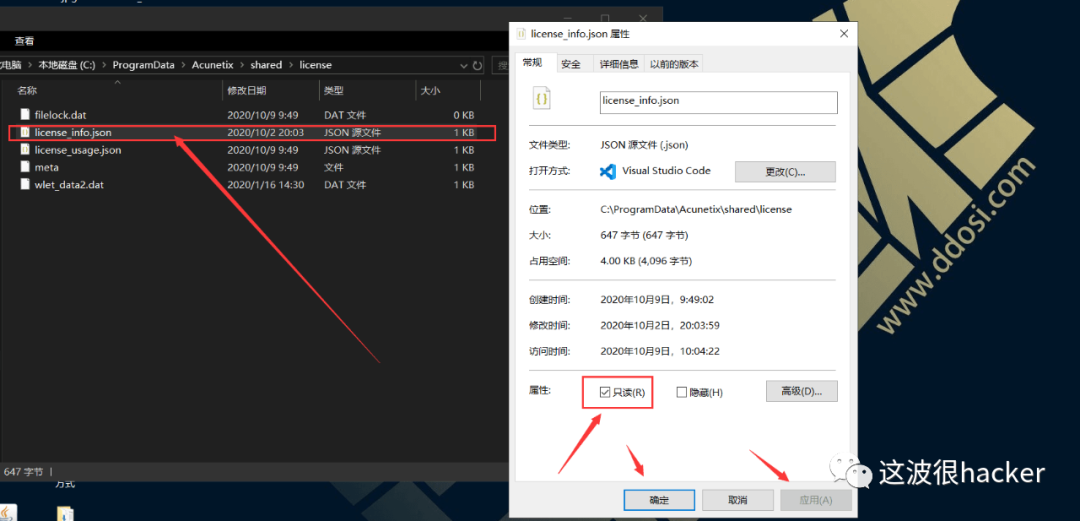 查看
电脑 › 本地磁盘 (C:) › ProgramData › Acunetix › shared › license
名称 修改日期 类型 大小
filelock.dat 2020/10/9 9:49 DAT 文件 0 KB
license_info.json 2020/10/2 20:03 JSON 源文件 1 KB
license_usage.json 2020/10/9 9:49 JSON 源文件 1 KB
meta 2020/10/9 9:49 文件 1 KB
wlet_data2.dat 2020/1/16 14:30 DAT 文件 1 KB
647 字节
方式
license_info.json 属性
常规 安全 详细信息 以前的版本
license_info.json
文件类型: JSON 源文件 (.json)
打开方式: Visual Studio Code 更改(C)...
位置: C:\ProgramData\Acunetix\shared\license
大小: 647 字节 (647 字节)
占用空间: 4.00 KB (4,096 字节)
创建时间: 2020年10月9日，9:49:02
修改时间: 2020年10月2日，20:03:59
访问时间: 2020年10月9日，10:04:22
属性: 只读(R) 隐藏(H) 高级(D)...
确定 取消 应用(A)
www.ddosi.com
这波很hacker